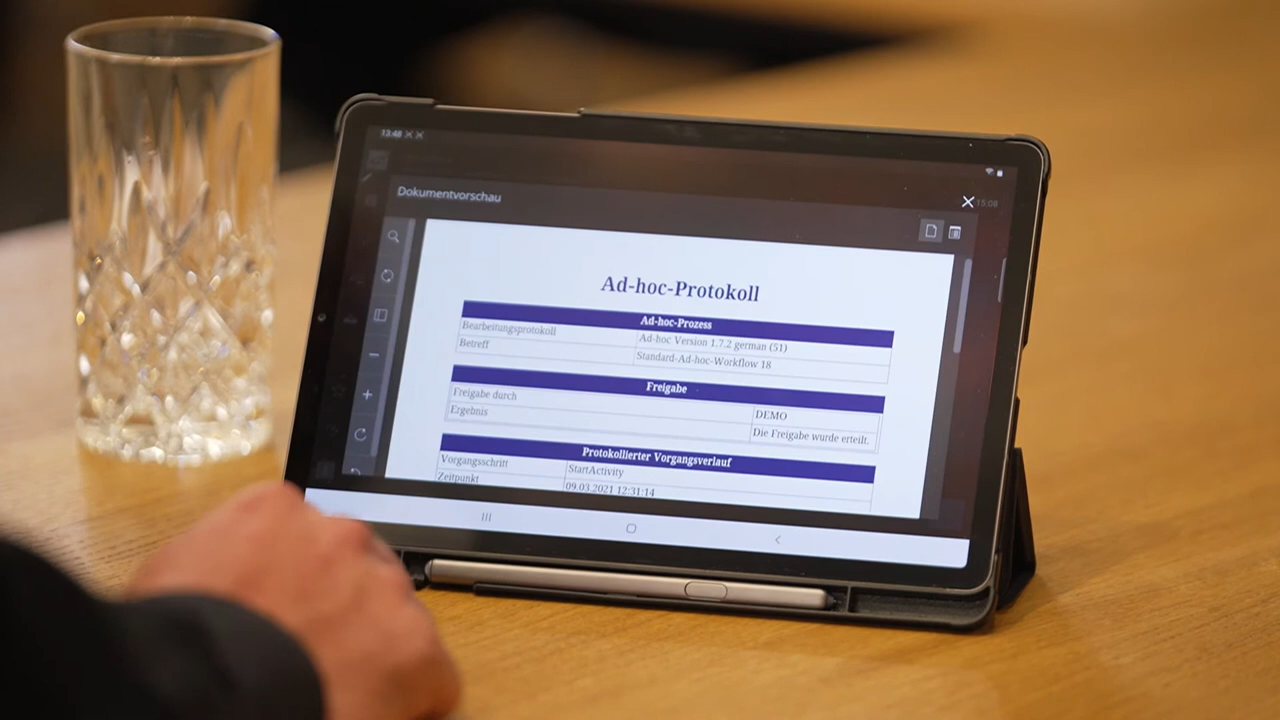 13:48
Dokumentvorschau
15:08
Ad-hoc-Protokoll
Ad-hoc-Prozess
Bearbeitungsprotokoll Ad-hoc Version 1.7.2 german (51)
Betreff Standard-Ad-hoc-Workflow 18
Freigabe
Freigabe durch DEMO
Ergebnis Die Freigabe wurde erteilt.
Protokollierter Vorgangsverlauf
Vorgangsschritt StartActivity
Zeitpunkt 09.03.2021 12:31:14